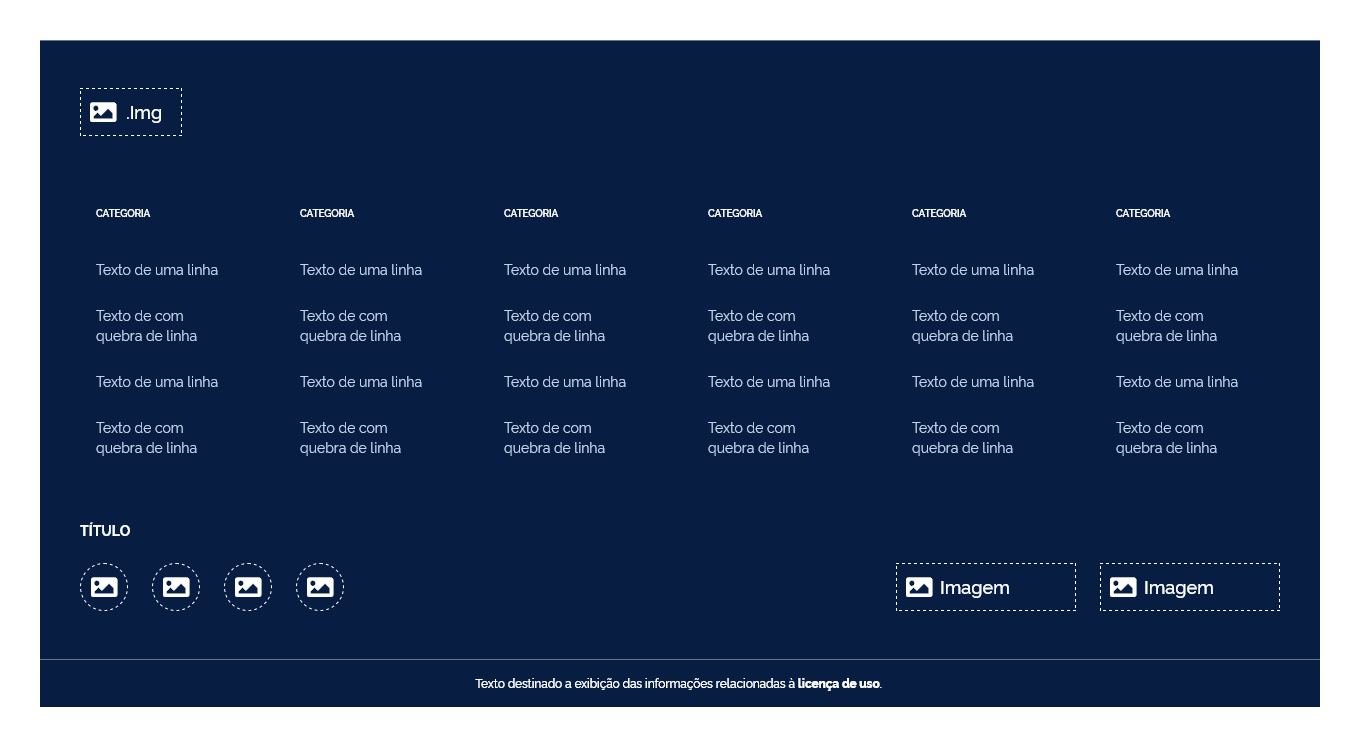 .Img
CATEGORIA CATEGORIA CATEGORIA CATEGORIA CATEGORIA CATEGORIA
Texto de uma linha Texto de uma linha Texto de uma linha Texto de uma linha Texto de uma linha Texto de uma linha
Texto de com Texto de com Texto de com Texto de com Texto de com Texto de com
quebra de linha quebra de linha quebra de linha quebra de linha quebra de linha quebra de linha
Texto de uma linha Texto de uma linha Texto de uma linha Texto de uma linha Texto de uma linha Texto de uma linha
Texto de com Texto de com Texto de com Texto de com Texto de com Texto de com
quebra de linha quebra de linha quebra de linha quebra de linha quebra de linha quebra de linha
TÍTULO
Imagem Imagem
Texto destinado a exibição das informações relacionadas à licença de uso.